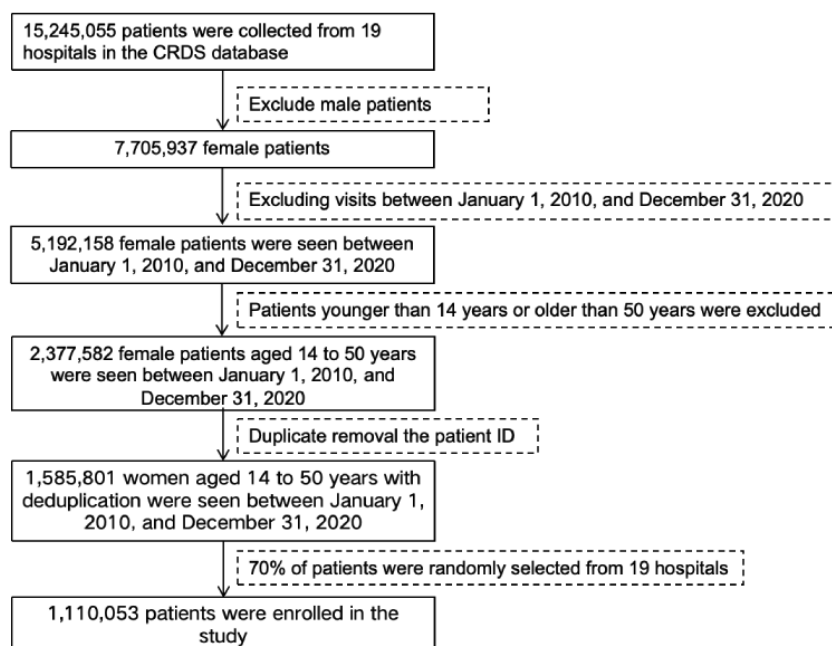 15,245,055 patients were collected from 19
hospitals in the CRDS database
Exclude male patients
7,705,937 female patients
Excluding visits between January 1, 2010, and December 31, 2020
5,192,158 female patients were seen between
January 1, 2010, and December 31, 2020
Patients younger than 14 years or older than 50 years were excluded
2,377,582 female patients aged 14 to 50 years
were seen between January 1, 2010, and
December 31, 2020
Duplicate removal the patient ID
1,585,801 women aged 14 to 50 years with
deduplication were seen between January 1,
2010, and December 31, 2020
70% of patients were randomly selected from 19 hospitals
1,110,053 patients were enrolled in the
study